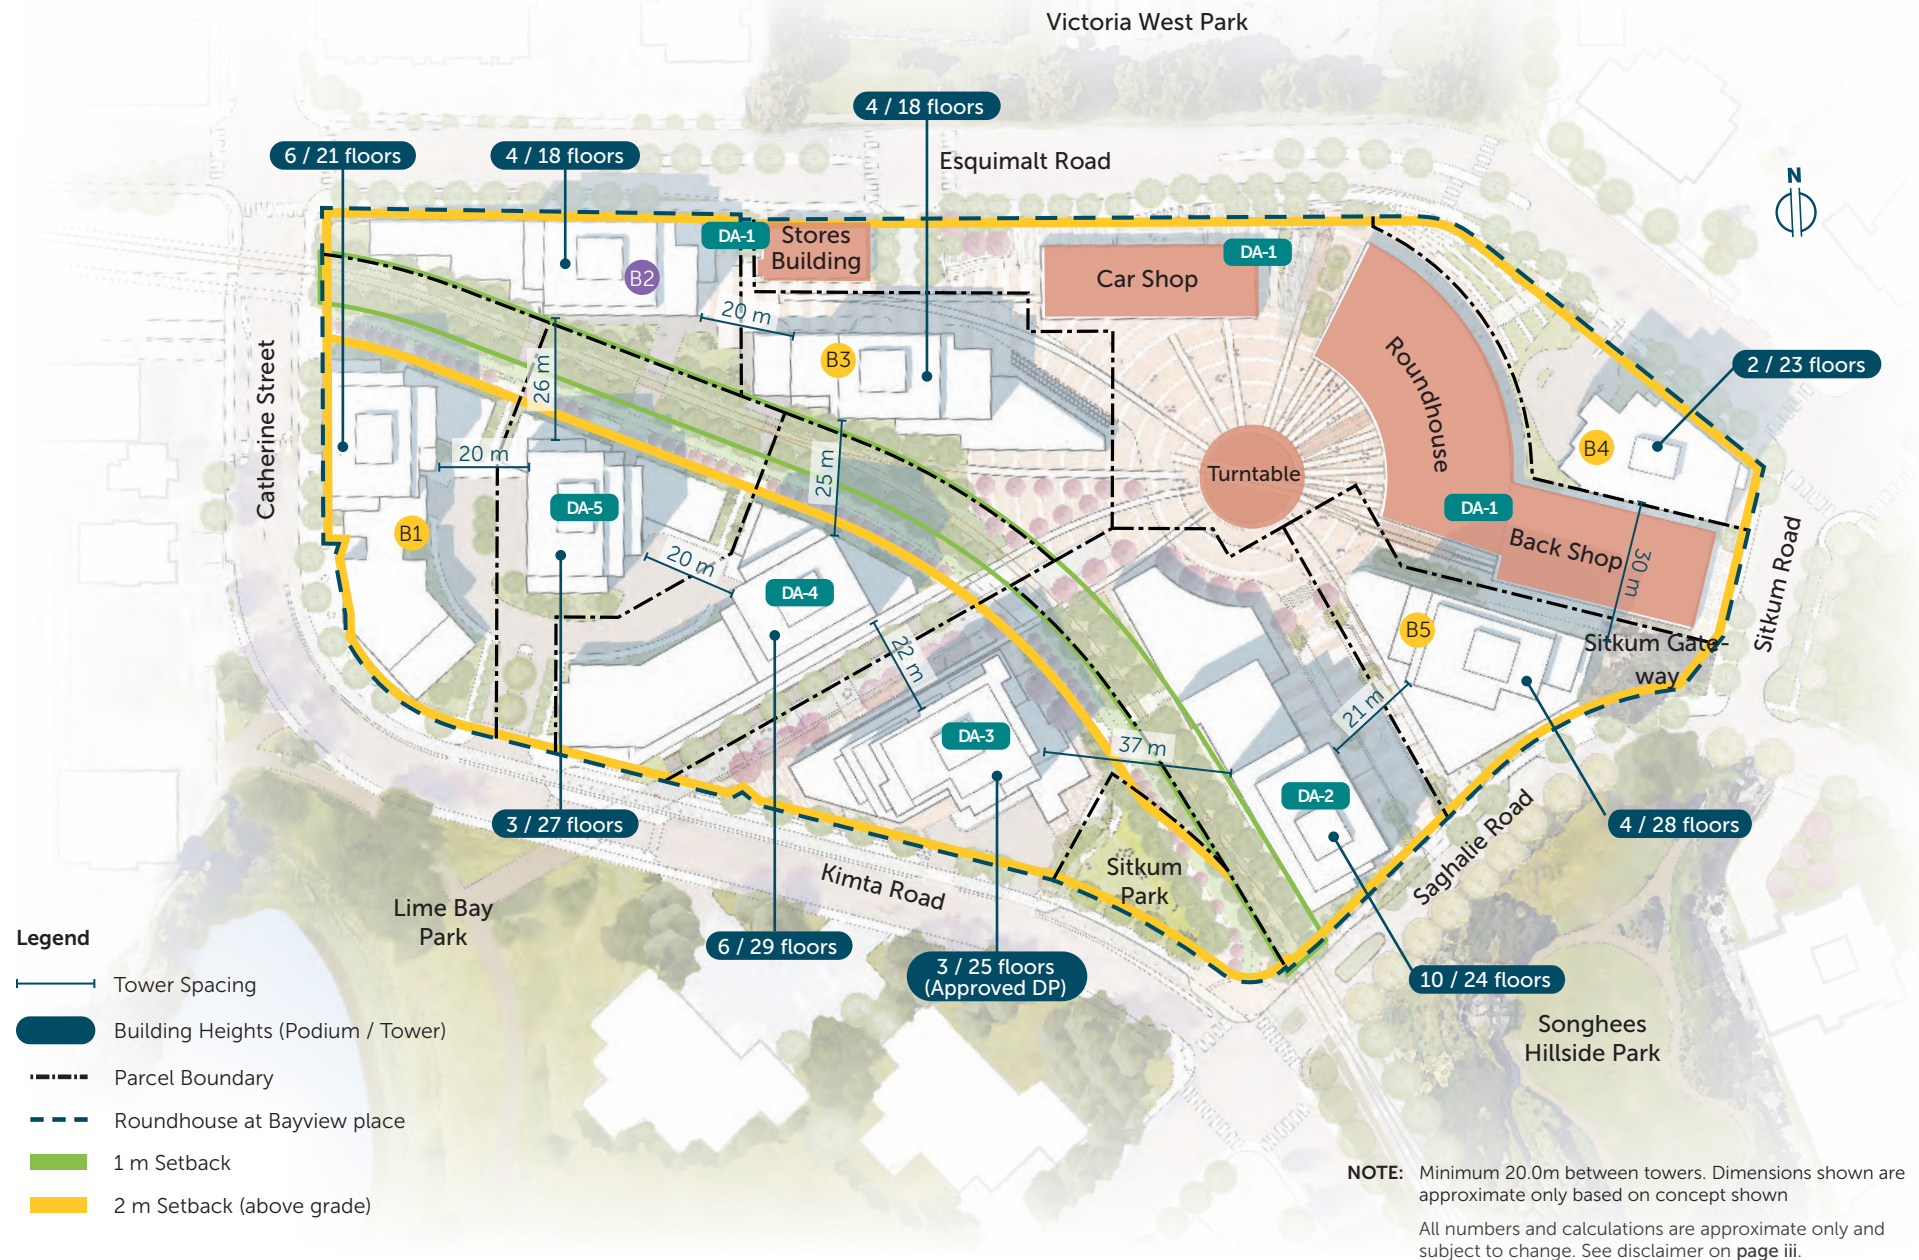 Victoria West Park
4 / 18 floors
6 / 21 floors
4 / 18 floors
Esquimalt Road
N
DA-1
Stores
Building
DA-1
Car Shop
B2
20 m
B3
Roundhouse
2 / 23 floors
Catherine Street
26 m
B4
20 m
25 m
Turntable
DA-5
DA-1
B1
Back Shop
30 m
Sitkum Road
20 m
DA-4
B5
Sitkum Gate-
way
22 m
21 m
DA-3
37 m
DA-2
3 / 27 floors
4 / 28 floors
Saghalie Road
Kimta Road
Sitkum
Park
Lime Bay
Park
6 / 29 floors
3 / 25 floors
(Approved DP)
10 / 24 floors
Songhees
Hillside Park
Legend
Tower Spacing
Building Heights (Podium / Tower)
Parcel Boundary
Roundhouse at Bayview place
1 m Setback
2 m Setback (above grade)
NOTE: Minimum 20.0m between towers. Dimensions shown are
approximate only based on concept shown
All numbers and calculations are approximate only and
subject to change. See disclaimer on page iii.